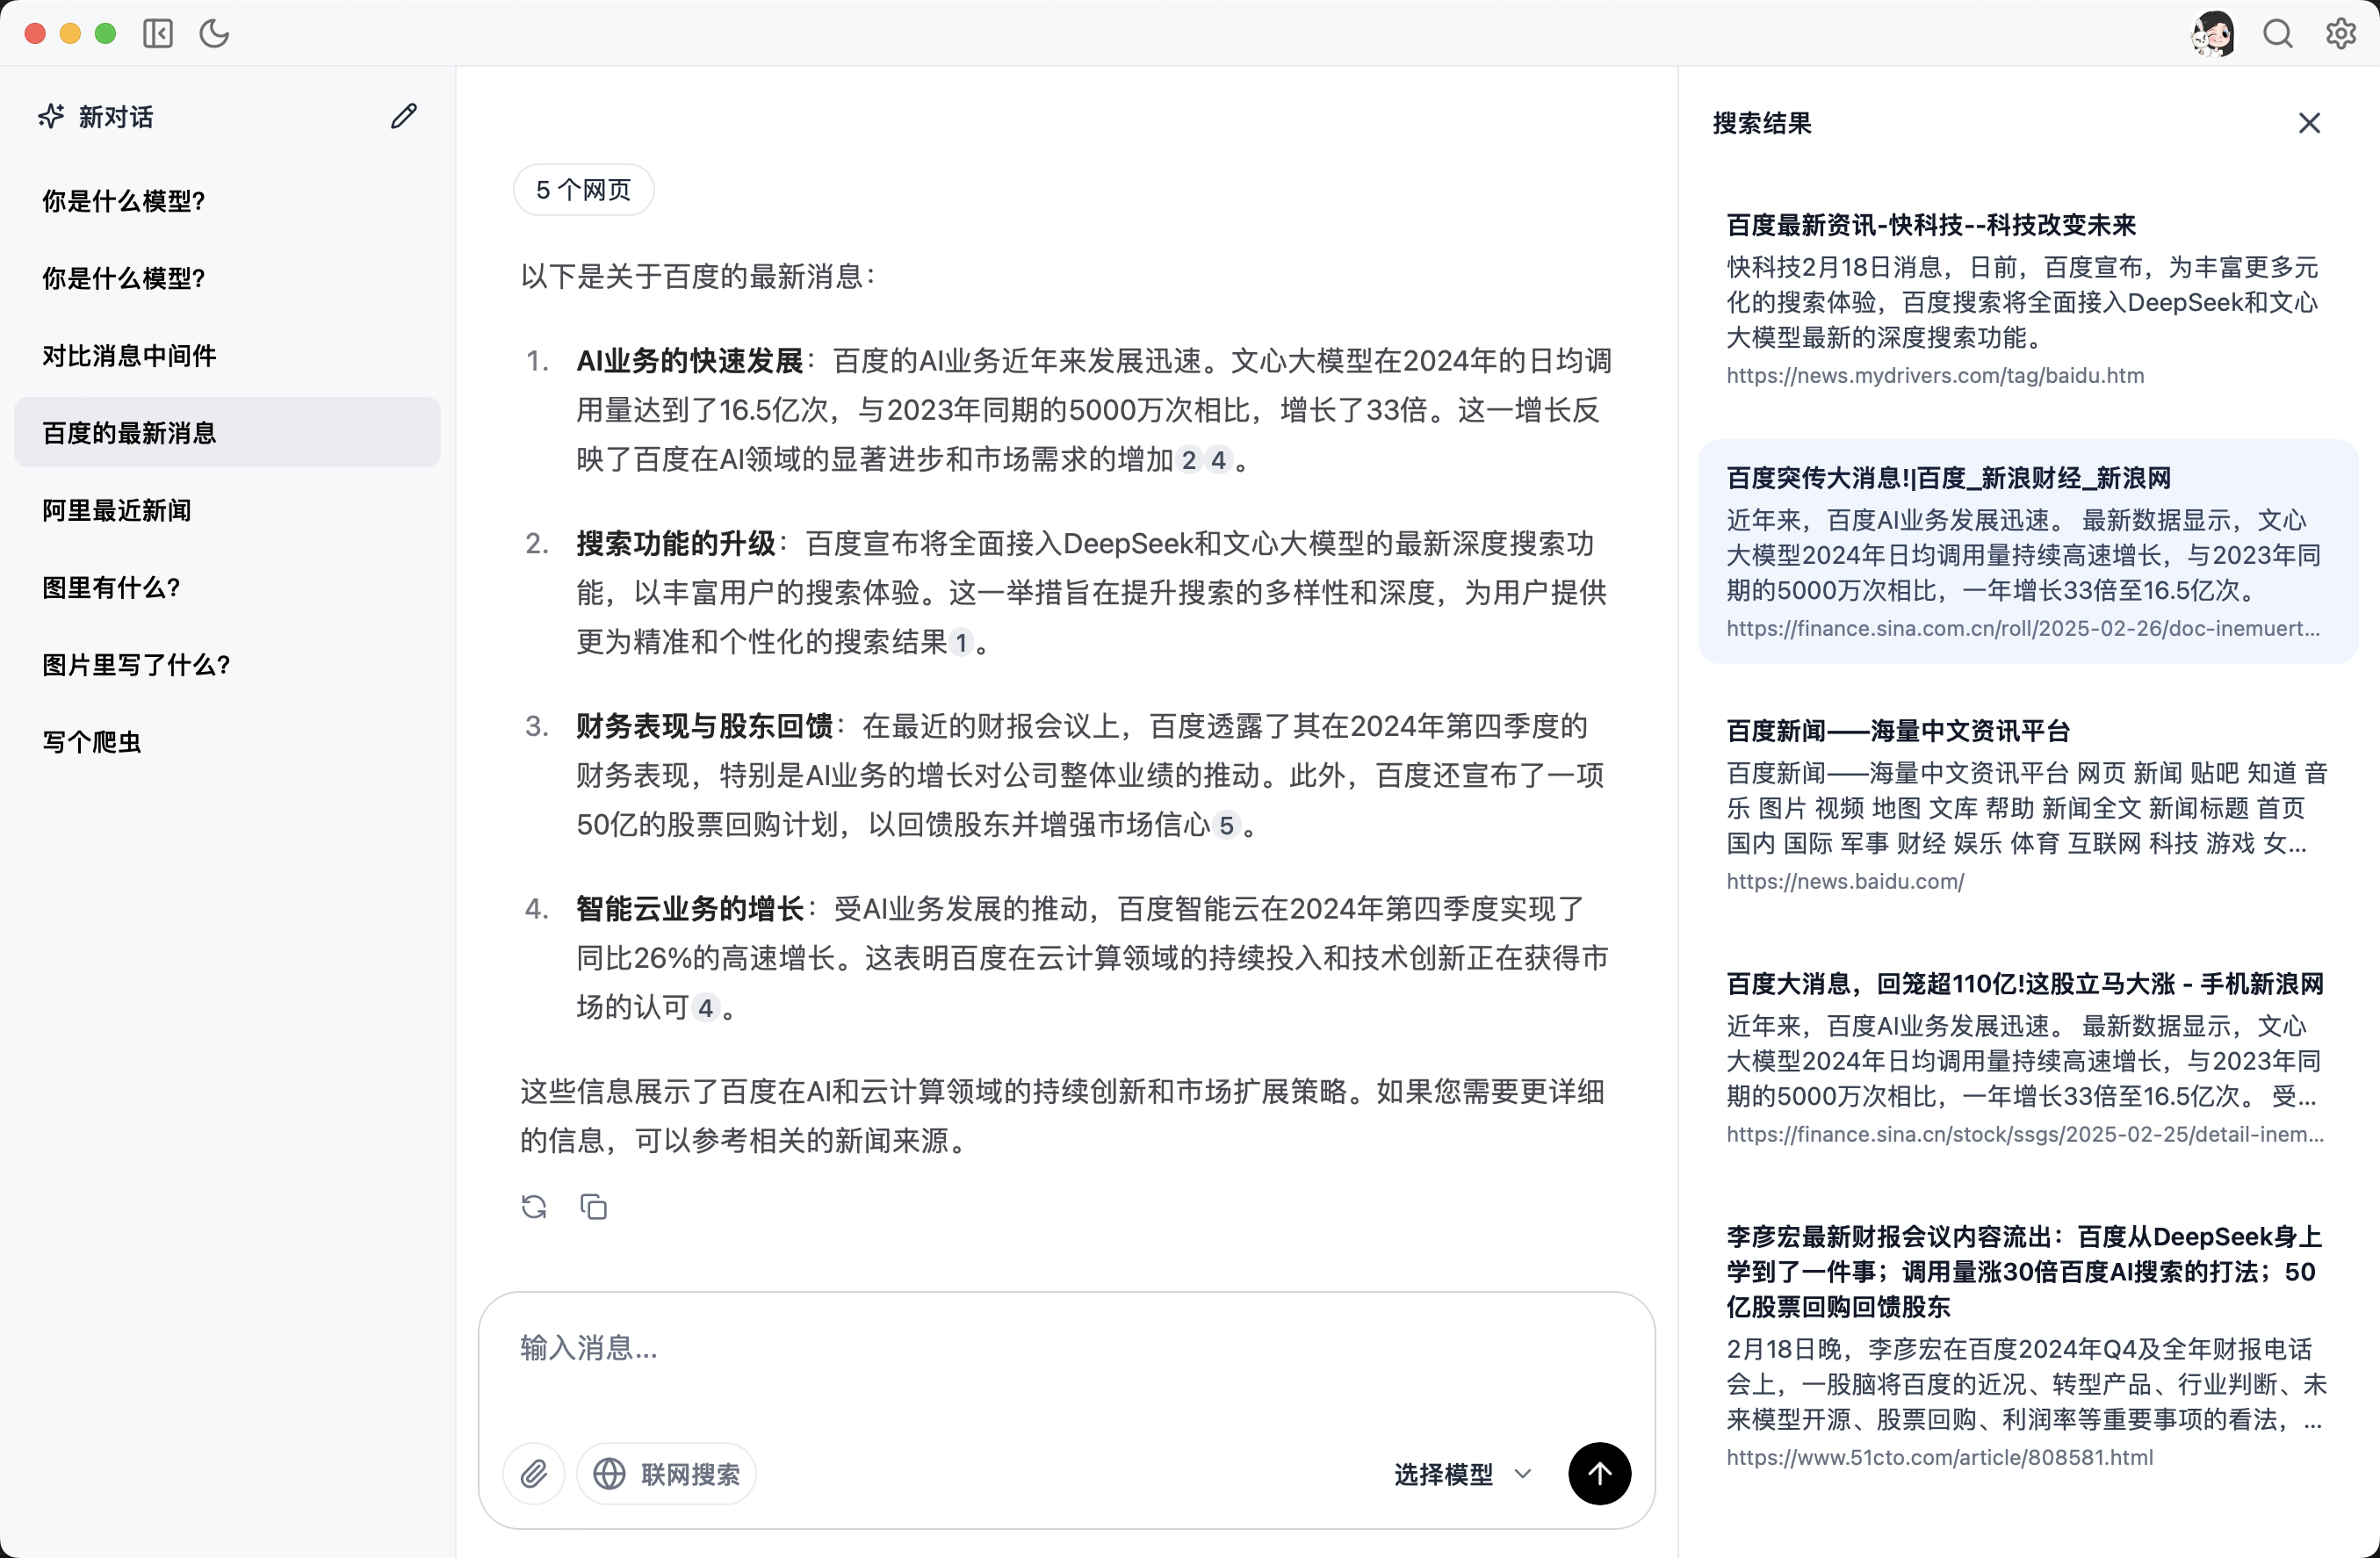 新对话
你是什么模型?
你是什么模型?
对比消息中间件
百度的最新消息
阿里最近新闻
图里有什么?
图片里写了什么?
写个爬虫
5 个网页
以下是关于百度的最新消息：
1. AI业务的快速发展：百度的AI业务近年来发展迅速。文心大模型在2024年的日均调
用量达到了16.5亿次，与2023年同期的5000万次相比，增长了33倍。这一增长反
映了百度在AI领域的显著进步和市场需求的增加 2 4 。
2. 搜索功能的升级：百度宣布将全面接入DeepSeek和文心大模型的最新深度搜索功
能，以丰富用户的搜索体验。这一举措旨在提升搜索的多样性和深度，为用户提供
更为精准和个性化的搜索结果 1 。
3. 财务表现与股东回馈：在最近的财报会议上，百度透露了其在2024年第四季度的
财务表现，特别是AI业务的增长对公司整体业绩的推动。此外，百度还宣布了一项
50亿的股票回购计划，以回馈股东并增强市场信心 5 。
4. 智能云业务的增长：受AI业务发展的推动，百度智能云在2024年第四季度实现了
同比26%的高速增长。这表明百度在云计算领域的持续投入和技术创新正在获得市
场的认可 4 。
这些信息展示了百度在AI和云计算领域的持续创新和市场扩展策略。如果您需要更详细
的信息，可以参考相关的新闻来源。
输入消息...
联网搜索
选择模型
搜索结果
百度最新资讯-快科技--科技改变未来
快科技2月18日消息，日前，百度宣布，为丰富更多元
化的搜索体验，百度搜索将全面接入DeepSeek和文心
大模型最新的深度搜索功能。
https://news.mydrivers.com/tag/baidu.htm
百度突传大消息!|百度_新浪财经_新浪网
近年来，百度AI业务发展迅速。 最新数据显示，文心
大模型2024年日均调用量持续高速增长，与2023年同
期的5000万次相比，一年增长33倍至16.5亿次。
https://finance.sina.com.cn/roll/2025-02-26/doc-inemuert...
百度新闻——海量中文资讯平台
百度新闻——海量中文资讯平台 网页 新闻 贴吧 知道 音
乐 图片 视频 地图 文库 帮助 新闻全文 新闻标题 首页
国内 国际 军事 财经 娱乐 体育 互联网 科技 游戏 女...
https://news.baidu.com/
百度大消息，回笼超110亿!这股立马大涨 - 手机新浪网
近年来，百度AI业务发展迅速。 最新数据显示，文心
大模型2024年日均调用量持续高速增长，与2023年同
期的5000万次相比，一年增长33倍至16.5亿次。 受...
https://finance.sina.cn/stock/ssgs/2025-02-25/detail-inem...
李彦宏最新财报会议内容流出：百度从DeepSeek身上
学到了一件事；调用量涨30倍百度AI搜索的打法；50
亿股票回购回馈股东
2月18日晚，李彦宏在百度2024年Q4及全年财报电话
会上，一股脑将百度的近况、转型产品、行业判断、未
来模型开源、股票回购、利润率等重要事项的看法，...
https://www.51cto.com/article/808581.html